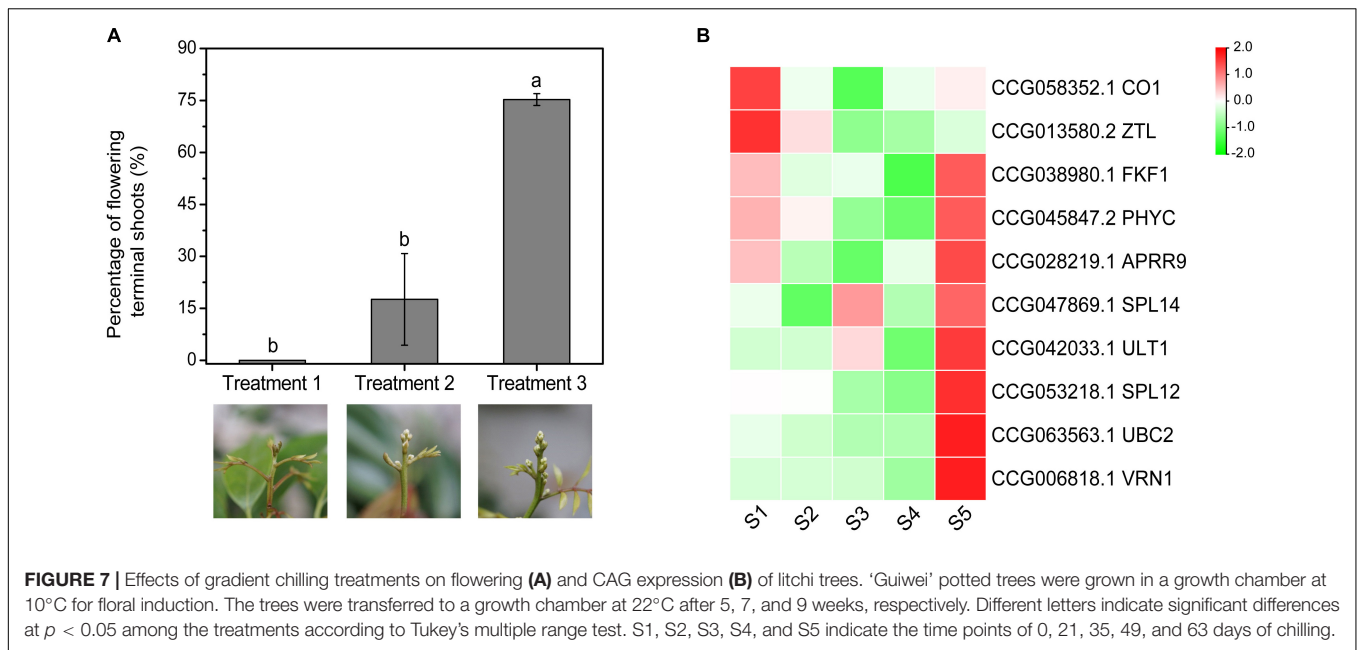 A
B
90
75
60
45
30
15
0
Percentage of flowering
terminal shoots (%)
b
b
a
Treatment 1 Treatment 2 Treatment 3
2.0
1.0
0.0
-1.0
-2.0
CCG058352.1 CO1
CCG013580.2 ZTL
CCG038980.1 FKF1
CCG045847.2 PHYC
CCG028219.1 APRR9
CCG047869.1 SPL14
CCG042033.1 ULT1
CCG053218.1 SPL12
CCG063563.1 UBC2
CCG006818.1 VRN1
S1 S2 S3 S4 S5
FIGURE 7 | Effects of gradient chilling treatments on flowering (A) and CAG expression (B) of litchi trees. ‘Guiwei’ potted trees were grown in a growth chamber at
10°C for floral induction. The trees were transferred to a growth chamber at 22°C after 5, 7, and 9 weeks, respectively. Different letters indicate significant differences
at p < 0.05 among the treatments according to Tukey’s multiple range test. S1, S2, S3, S4, and S5 indicate the time points of 0, 21, 35, 49, and 63 days of chilling.